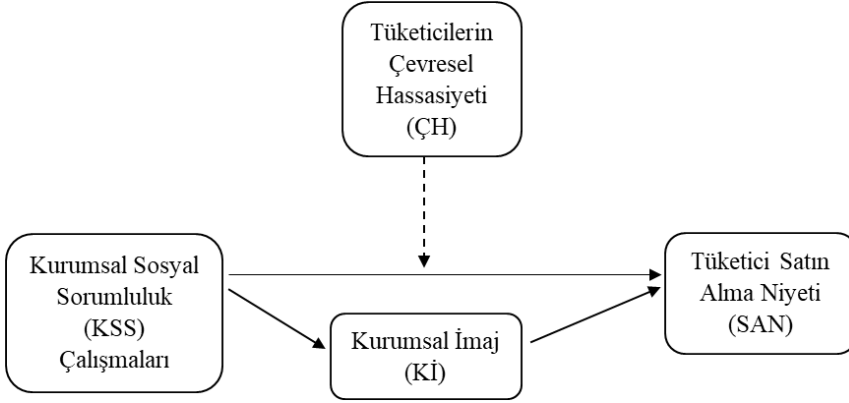 Tüketicilerin
Çevresel
Hassasiyeti
(ÇH)
Kurumsal Sosyal
Sorumluluk
(KSS)
Çalışmaları
Kurumsal İmaj
(Kİ)
Tüketici Satın
Alma Niyeti
(SAN)